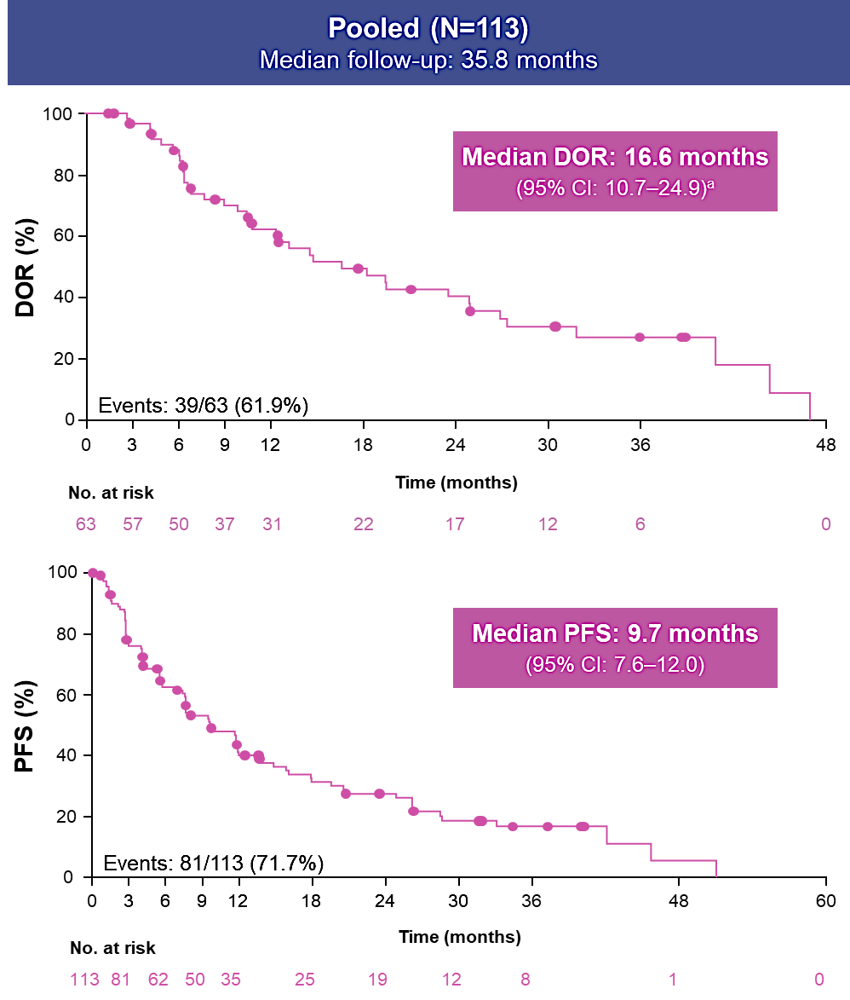 Pooled (N=113)
Median follow-up: 35.8 months
100
80
60
40
20
0
DOR (%)
Median DOR: 16.6 months
(95% CI: 10.7–24.9)ᵃ
Events: 39/63 (61.9%)
0 3 6 9 12 18 24 30 36 48
Time (months)
No. at risk
63 57 50 37 31 22 17 12 6 0
100
80
60
40
20
0
PFS (%)
Median PFS: 9.7 months
(95% CI: 7.6–12.0)
Events: 81/113 (71.7%)
0 3 6 9 12 18 24 30 36 48 60
Time (months)
No. at risk
113 81 62 50 35 25 19 12 8 1 0